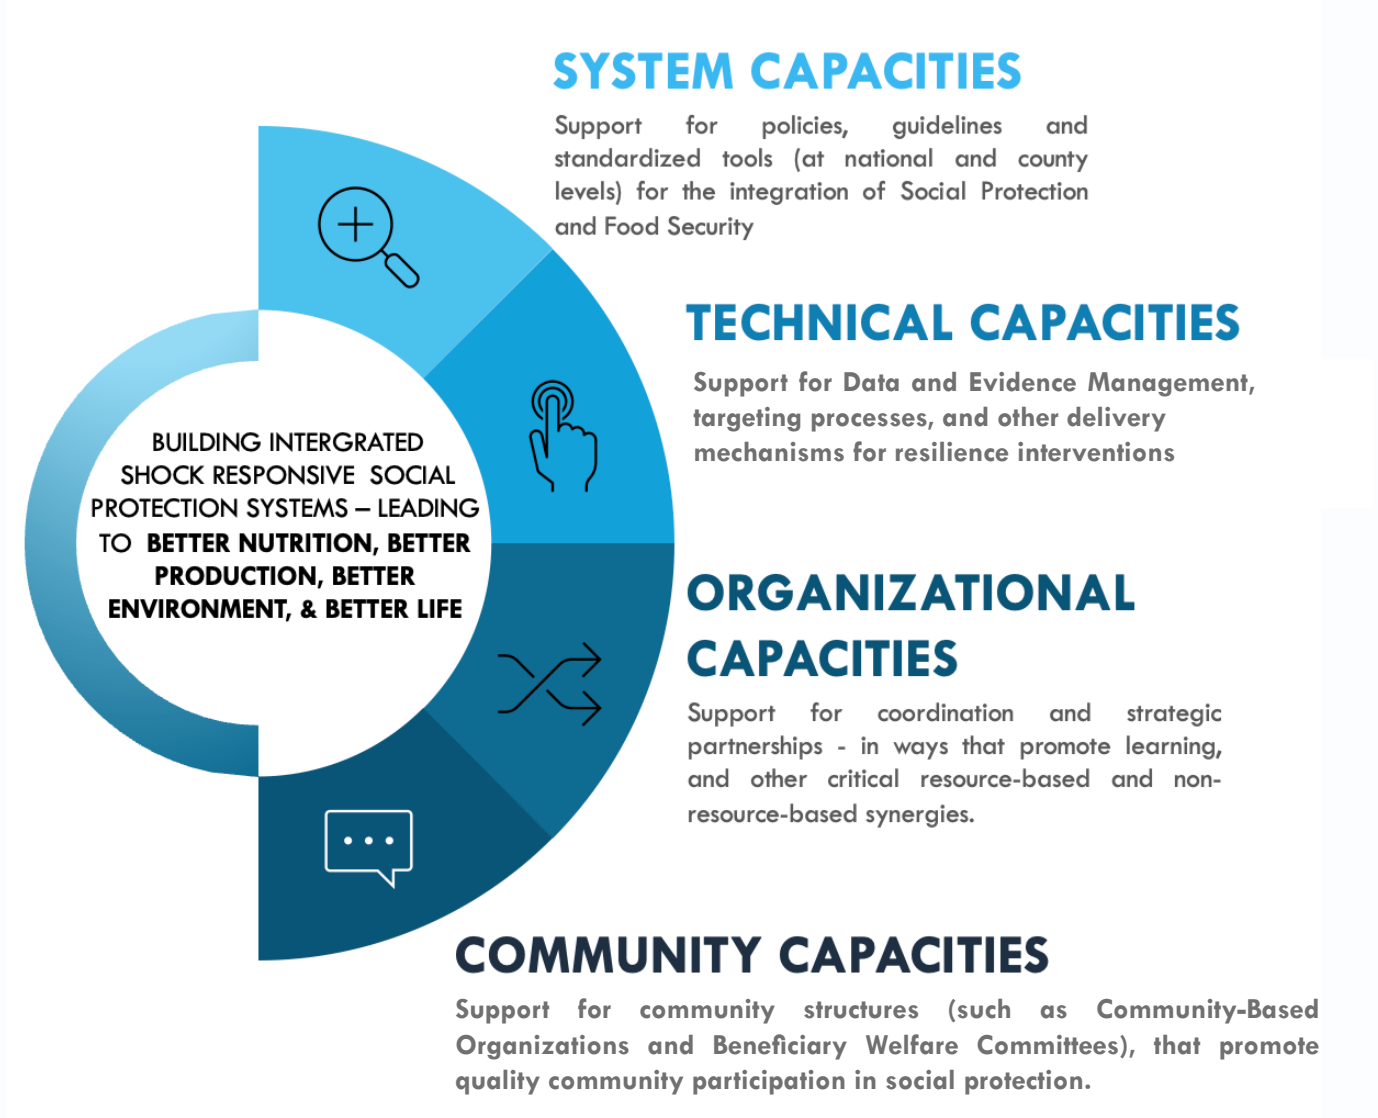 SYSTEM CAPACITIES
Support for policies, guidelines and
standardized tools (at national and county
levels) for the integration of Social Protection
and Food Security
TECHNICAL CAPACITIES
Support for Data and Evidence Management,
targeting processes, and other delivery
mechanisms for resilience interventions
BUILDING INTERGRATED
SHOCK RESPONSIVE SOCIAL
PROTECTION SYSTEMS – LEADING
TO BETTER NUTRITION, BETTER
PRODUCTION, BETTER
ENVIRONMENT, & BETTER LIFE
ORGANIZATIONAL
CAPACITIES
Support for coordination and strategic
partnerships - in ways that promote learning,
and other critical resource-based and non-
resource-based synergies.
COMMUNITY CAPACITIES
Support for community structures (such as Community-Based
Organizations and Beneficiary Welfare Committees), that promote
quality community participation in social protection.